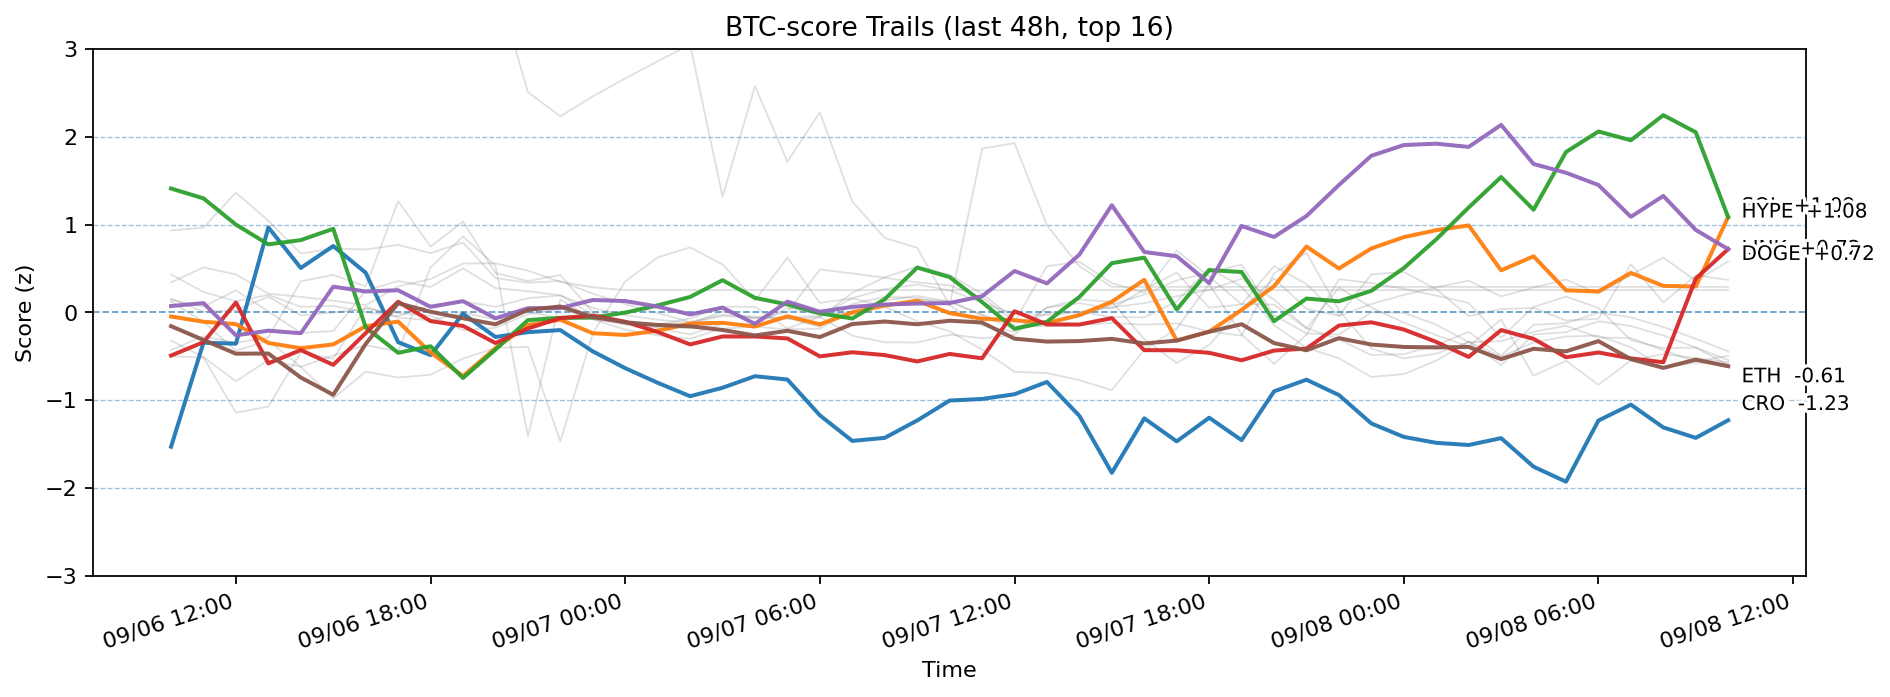 BTC-score Trails (last 48h, top 16)
3
2
1
0
−1
−2
−3
Score (z)
HYPE +1.08
DOGE +0.72
ETH -0.61
CRO -1.23
09/06 12:00
09/06 18:00
09/07 00:00
09/07 06:00
09/07 12:00
09/07 18:00
09/08 00:00
09/08 06:00
09/08 12:00
Time